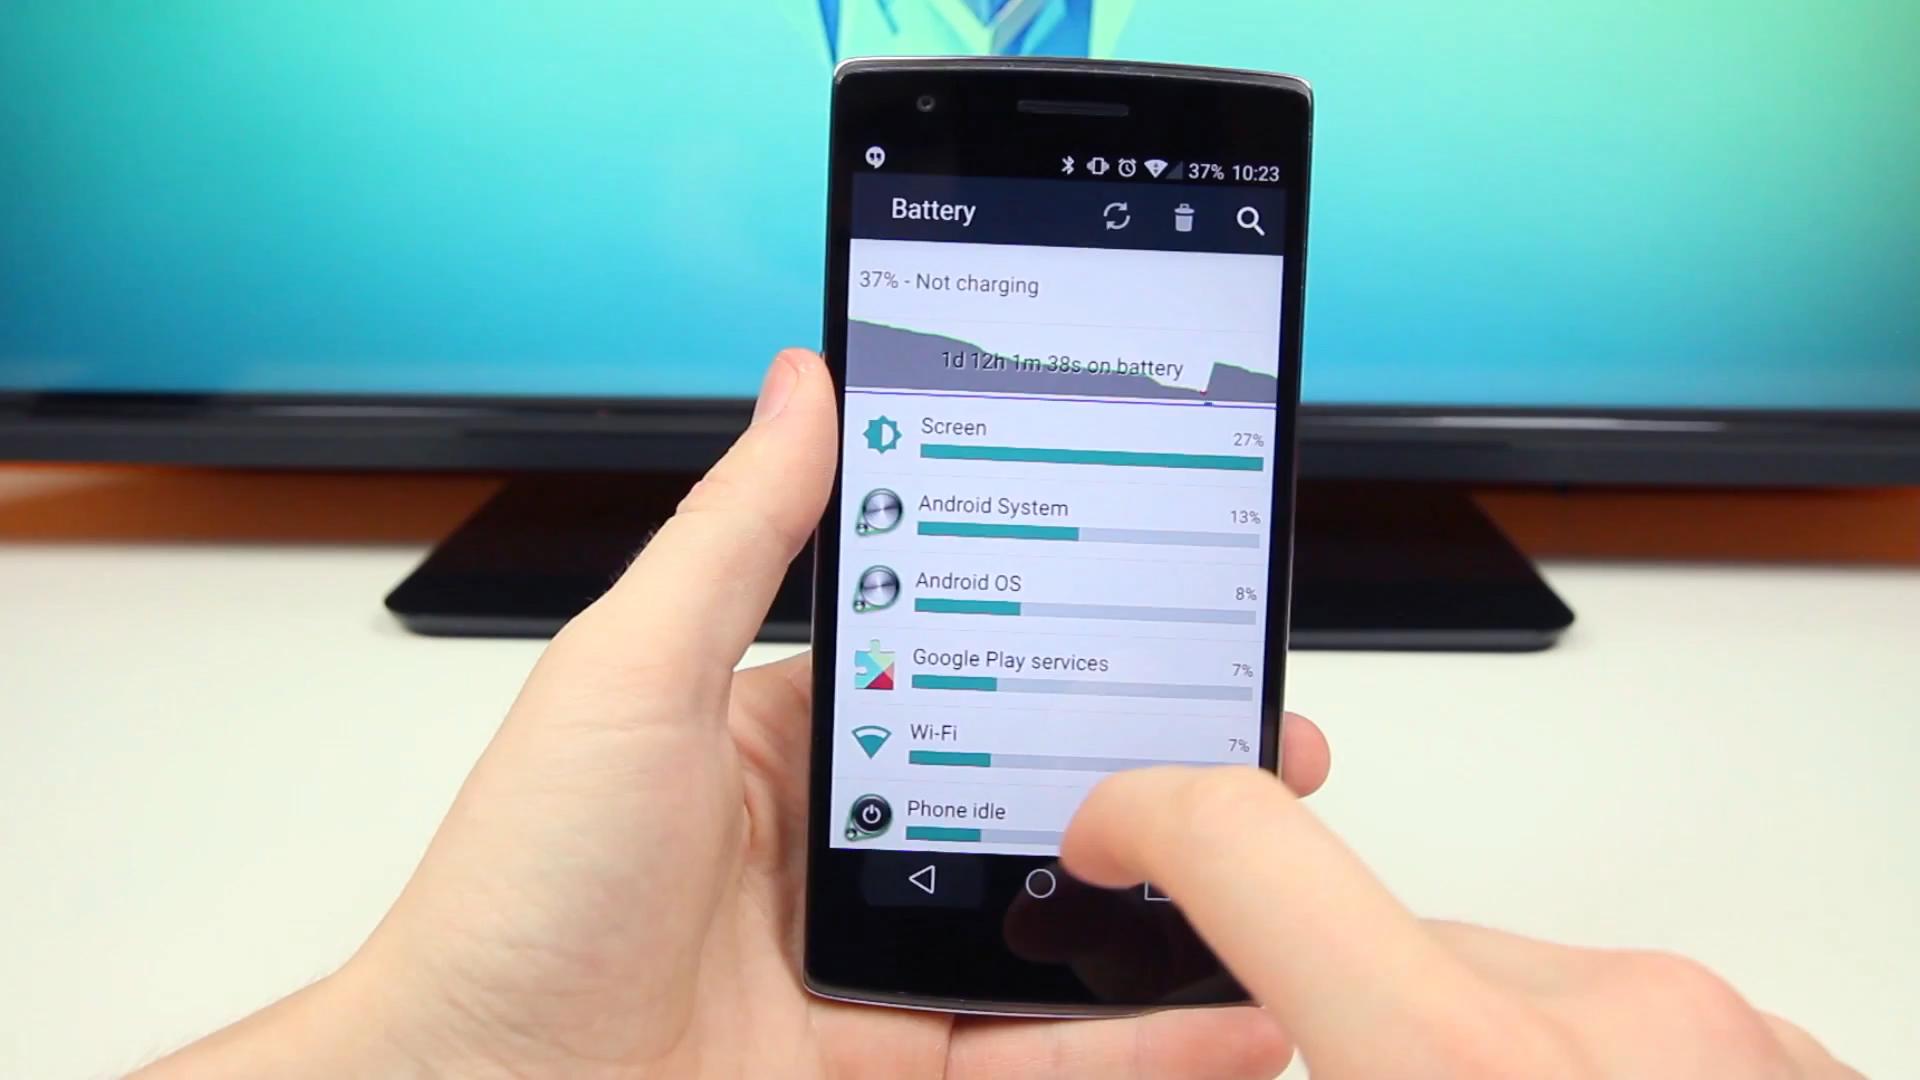 37% 10:23
Battery
37% - Not charging
1d 12h 1m 38s on battery
Screen
27%
Android System
13%
Android OS
8%
Google Play services
7%
Wi-Fi
7%
Phone idle